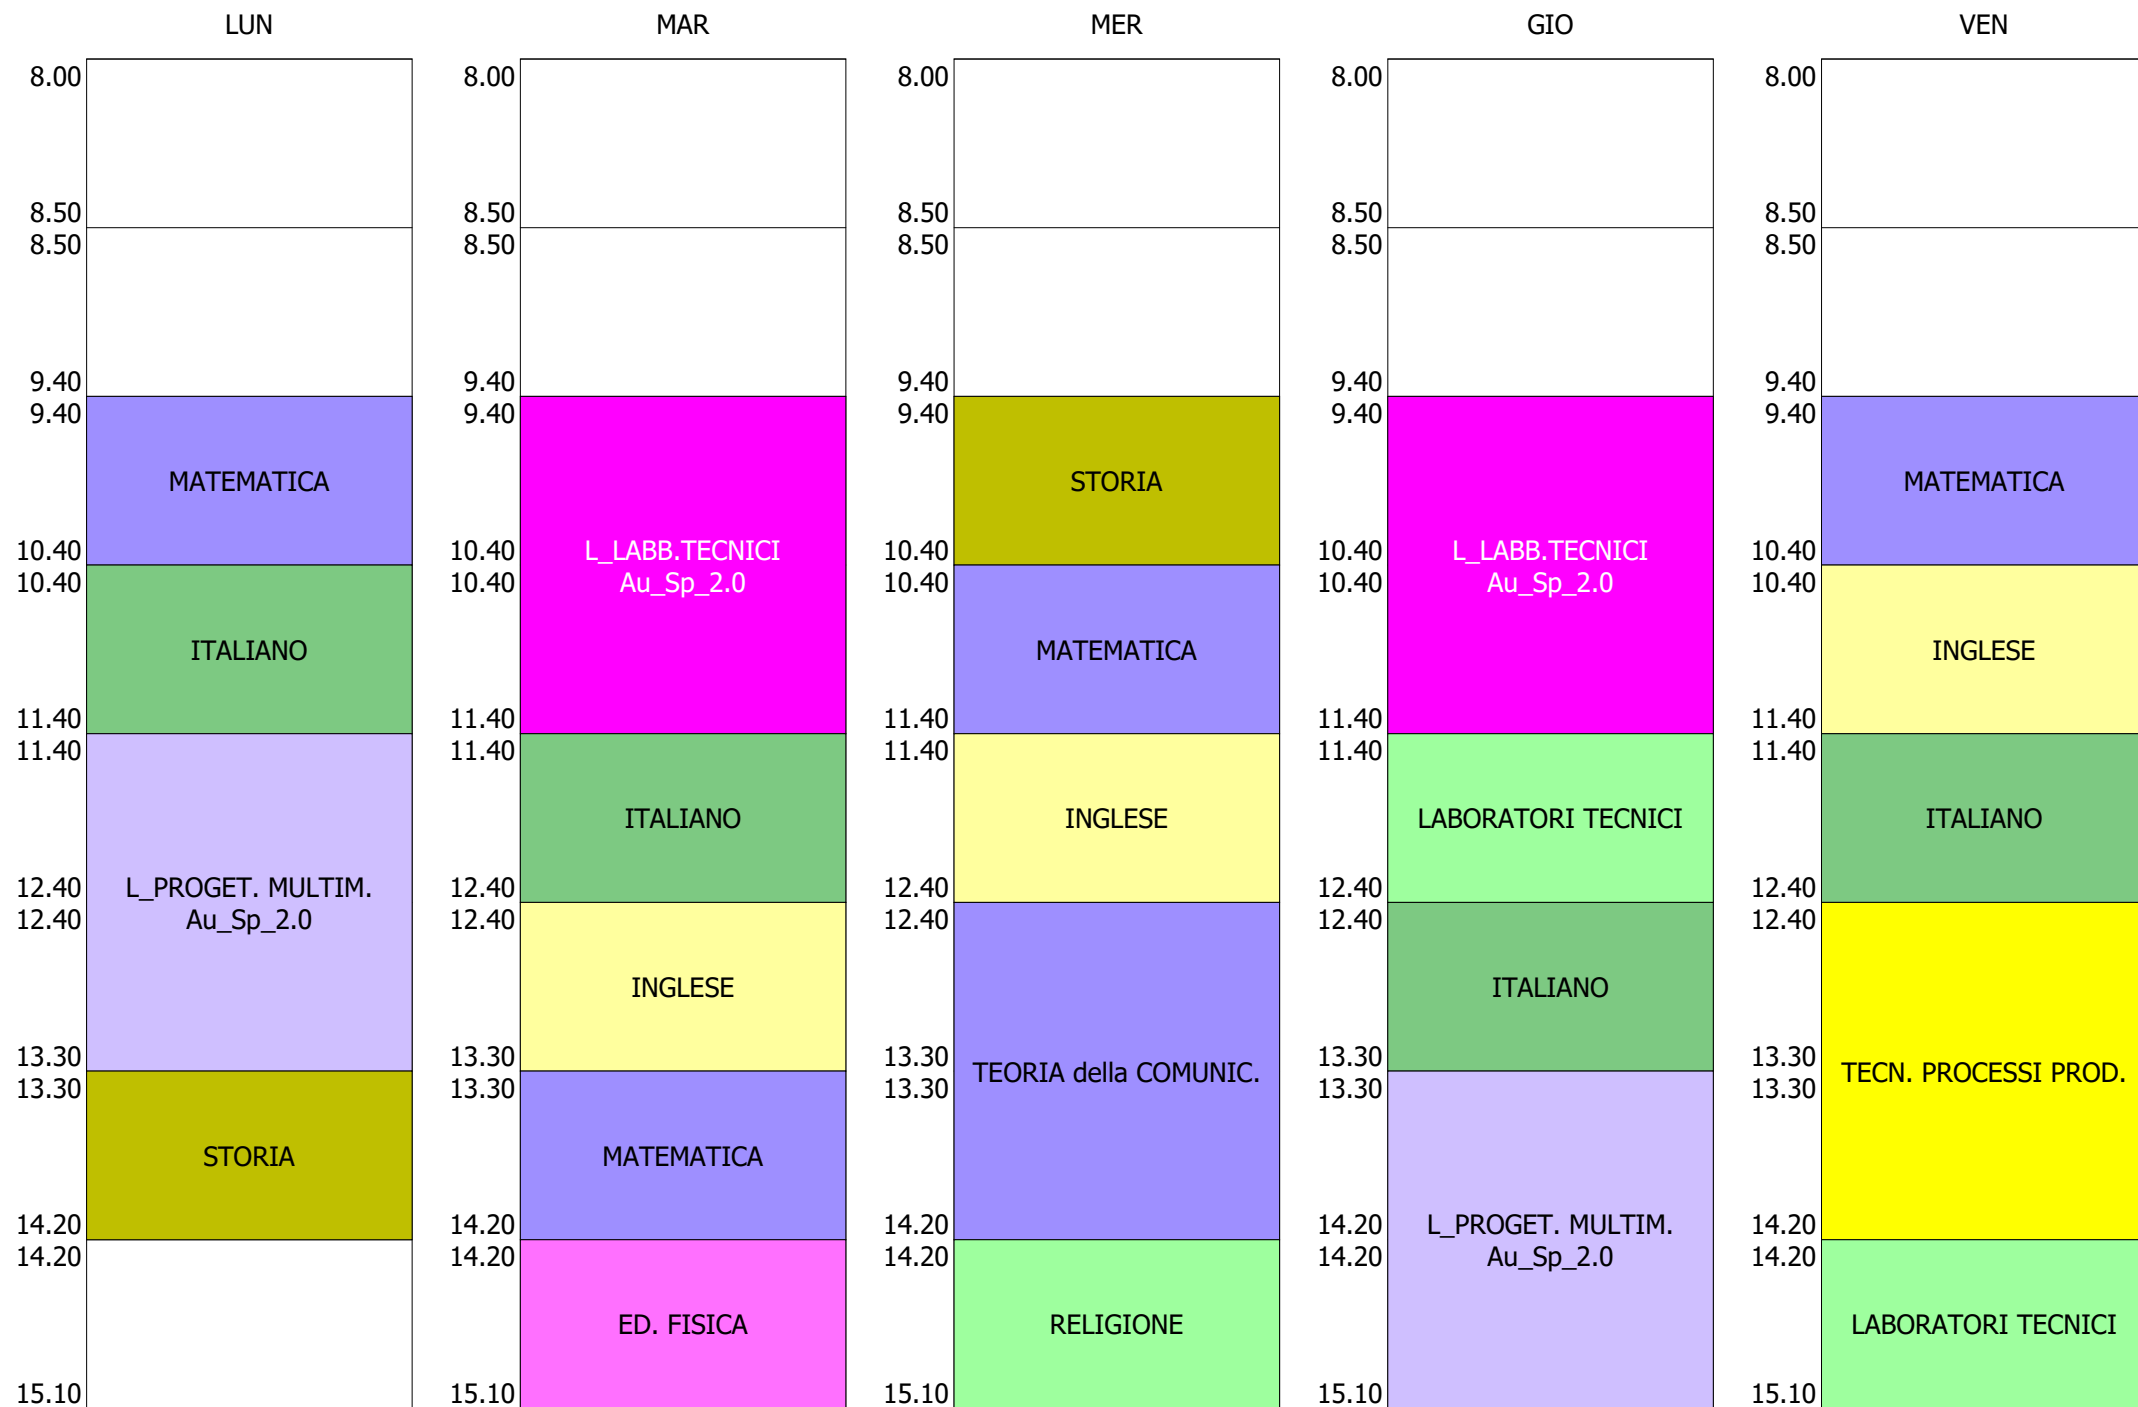 LUN MAR MER GIO VEN
8.00 8.00 8.00 8.00 8.00
8.50 8.50 8.50 8.50 8.50
8.50 8.50 8.50 8.50 8.50
9.40 9.40 9.40 9.40 9.40
9.40 9.40 9.40 9.40 9.40
MATEMATICA STORIA MATEMATICA
10.40 10.40 L_LABB.TECNICI 10.40 10.40 L_LABB.TECNICI 10.40
10.40 10.40 Au_Sp_2.0 10.40 10.40 Au_Sp_2.0 10.40
ITALIANO MATEMATICA INGLESE
11.40 11.40 11.40 11.40 11.40
11.40 11.40 11.40 11.40 11.40
ITALIANO INGLESE LABORATORI TECNICI ITALIANO
12.40 L_PROGET. MULTIM. 12.40 12.40 12.40 12.40
12.40 Au_Sp_2.0 12.40 12.40 12.40 12.40
INGLESE ITALIANO
13.30 13.30 13.30 13.30 13.30
TEORIA della COMUNIC. TECN. PROCESSI PROD.
13.30 13.30 13.30 13.30 13.30
STORIA MATEMATICA
14.20 14.20 14.20 14.20 L_PROGET. MULTIM. 14.20
14.20 14.20 14.20 14.20 Au_Sp_2.0 14.20
ED. FISICA RELIGIONE LABORATORI TECNICI
15.10 15.10 15.10 15.10 15.10